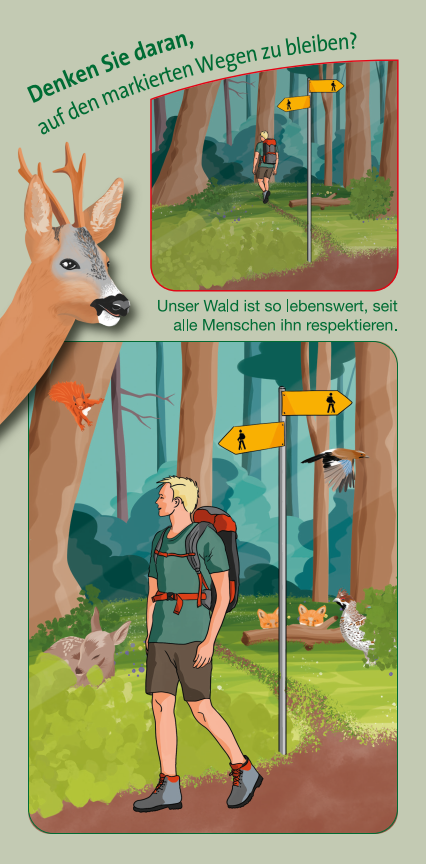 Denken Sie daran,
auf den markierten Wegen zu bleiben?
Unser Wald ist so lebenswert, seit
alle Menschen ihn respektieren.